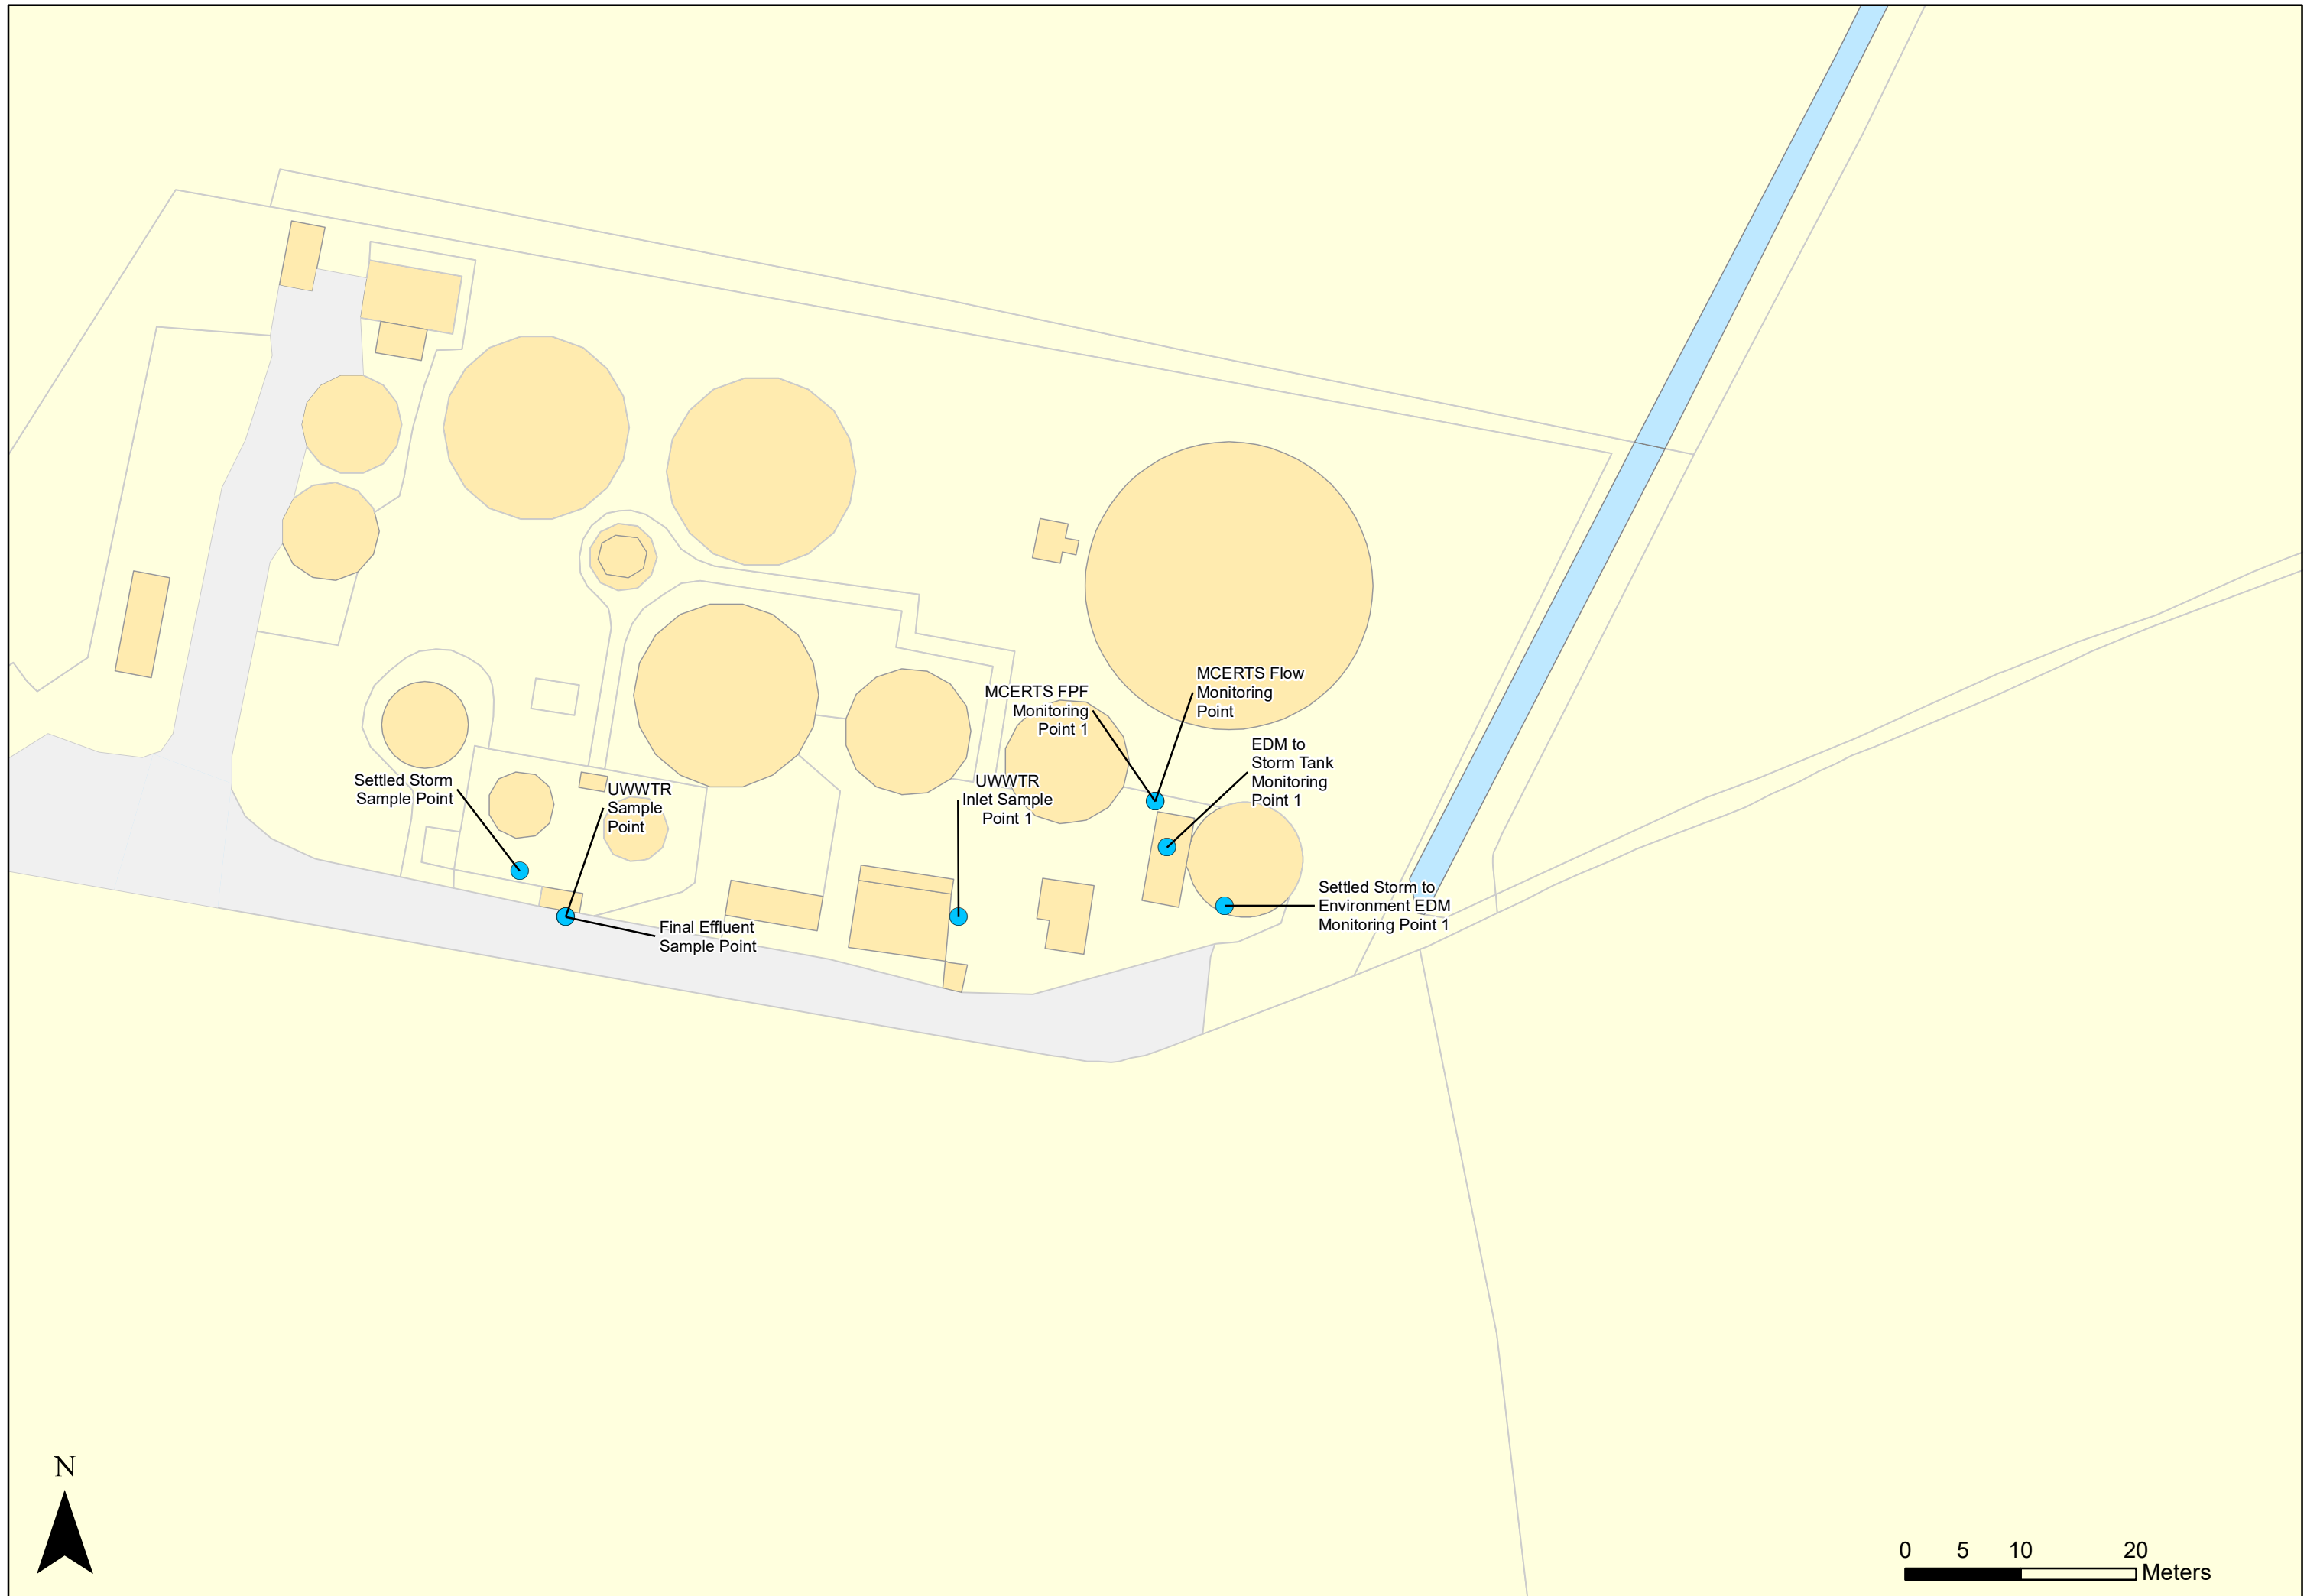 MCERTS Flow
Monitoring
Point
MCERTS FPF
Monitoring
Point 1
EDM to
Storm Tank
Monitoring
Point 1
Settled Storm
Sample Point
UWWTR
Sample
Point
UWWTR
Inlet Sample
Point 1
Settled Storm to
Environment EDM
Monitoring Point 1
Final Effluent
Sample Point
N
0 5 10 20
Meters